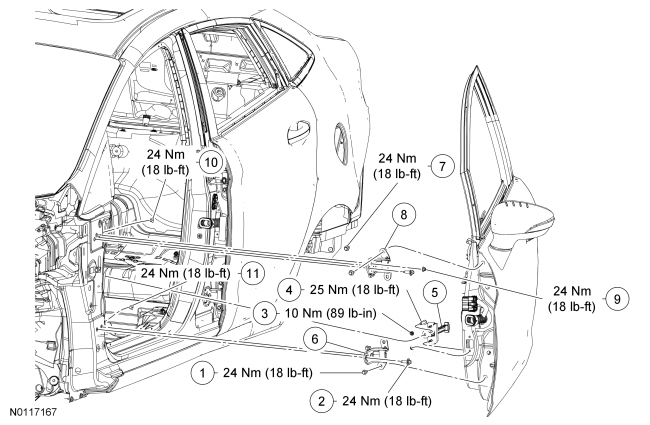 24 Nm
(18 lb-ft)
10
24 Nm
(18 lb-ft)
7
8
24 Nm (18 lb-ft)
11
4
25 Nm (18 lb-ft)
5
24 Nm
(18 lb-ft)
9
3
10 Nm (89 lb-in)
6
1
24 Nm (18 lb-ft)
2
24 Nm (18 lb-ft)
N0117167